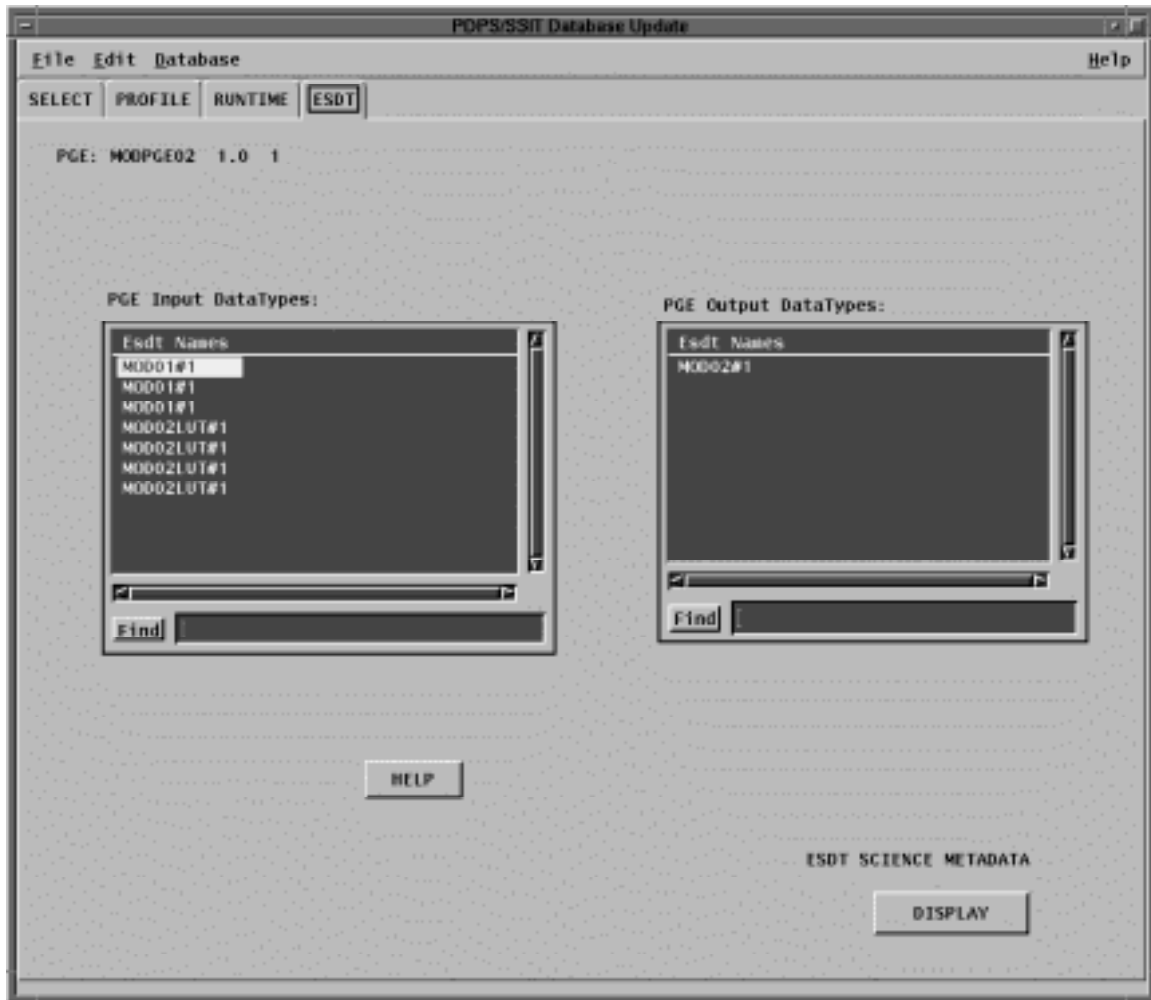 PDPS/SSIT Database Update
File Edit Database Help
SELECT PROFILE RUNTIME ESDT
PGE: MODPGE02 1.0 1
PGE Input DataTypes:
Esdt Names
MOD01#1
MOD01#1
MOD01#1
MOD02LUT#1
MOD02LUT#1
MOD02LUT#1
MOD02LUT#1
Find
PGE Output DataTypes:
Esdt Names
MOD02#1
Find
HELP
ESDT SCIENCE METADATA
DISPLAY